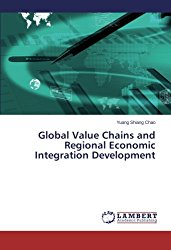 Yuang Shiang Chao
Global Value Chains and
Regional Economic
Integration Development
LAMBERT
Academic Publishing